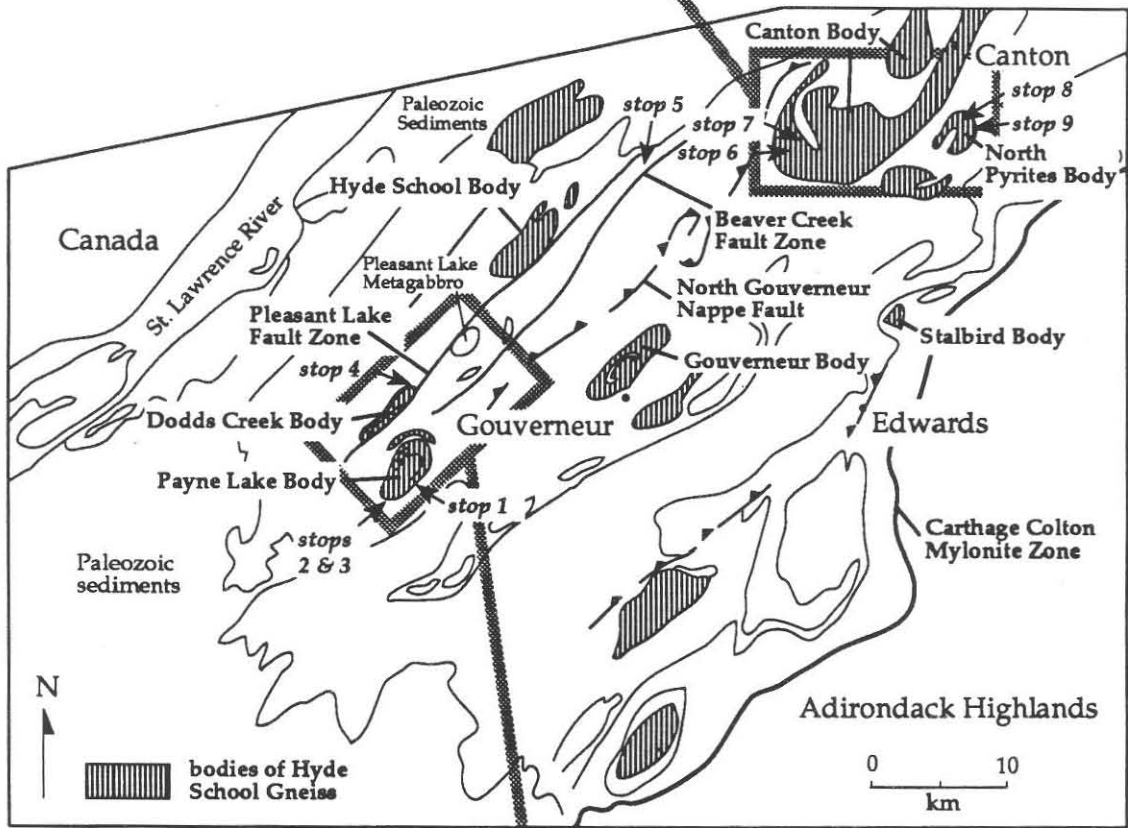 Canton Body
Canton
Paleozoic
Sediments
stop 5
stop 8
stop 7
stop 9
stop 6
North
Pyrites Body
Hyde School Body
Canada
St. Lawrence River
Beaver Creek
Fault Zone
Pleasant Lake
Metagabbro
North Gouverneur
Nappe Fault
Pleasant Lake
Fault Zone
Stalbird Body
stop 4
Gouverneur Body
Dodds Creek Body
Gouverneur
Edwards
Payne Lake Body
stop 1
stops
2 & 3
Carthage Colton
Mylonite Zone
Paleozoic
sediments
N
Adirondack Highlands
bodies of Hyde
School Gneiss
0 10
km